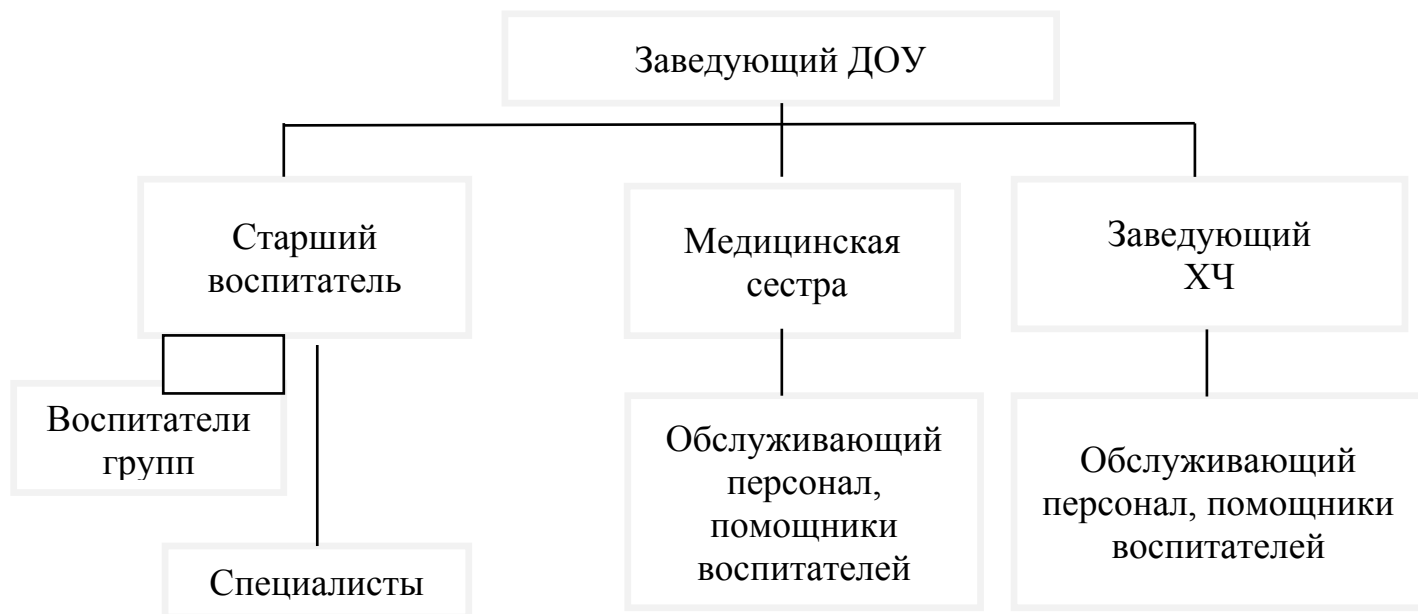 Заведующий ДОУ
Старший
воспитатель
Медицинская
сестра
Заведующий
ХЧ
Воспитатели
групп
Специалисты
Обслуживающий
персонал,
помощники
воспитателей
Обслуживающий
персонал, помощники
воспитателей